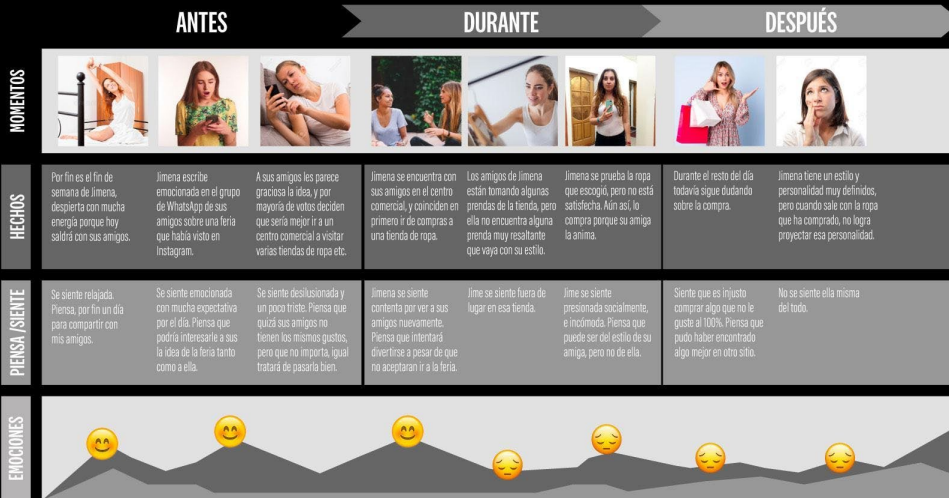 ANTES
DURANTE
DESPUÉS
MOMENTOS
HECHOS
Por fin es el fin de
semana de Jimena,
despierta con mucha
energía porque hoy
saldrá con sus amigos.
Jimena escribe
emocionada en el grupo
de WhatsApp de sus
amigos sobre una feria
que había visto en
Instagram.
A sus amigos les parece
graciosa la idea, y por
mayoría de votos deciden
que sería mejor ir a un
centro comercial a visitar
varias tiendas de ropa etc.
Jimena se encuentra con
sus amigos en el centro
comercial, y coinciden en
primero ir de compras a
una tienda de ropa.
Los amigos de Jimena
están tomando algunas
prendas de la tienda, pero
ella no encuentra alguna
prenda muy resaltante
que vaya con su estilo.
Jimena se prueba la ropa
que escogió, pero no está
satisfecha. Aún así, lo
compra porque su amiga
la anima.
Durante el resto del día
todavía sigue dudando
sobre la compra.
Jimena tiene un estilo y
personalidad muy definidos,
pero cuando sale con la ropa
que ha comprado, no logra
proyectar esa personalidad.
PIENSA /SIENTE
Se siente relajada.
Piensa, por fin un día
para compartir con
mis amigos.
Se siente emocionada
con mucha expectativa
por el día. Piensa que
podría interesarle a sus
la idea de la feria tanto
como a ella.
Se siente desilusionada y
un poco triste. Piensa que
quizá sus amigos no
tienen los mismos gustos,
pero que no importa, igual
tratará de pasarla bien.
Jimena se siente
contenta por ver a sus
amigos nuevamente.
Piensa que intentará
divertirse a pesar de que
no aceptaran ir a la feria.
Jime se siente fuera de
lugar en esa tienda.
Jime se siente
presionada socialmente,
e incómoda. Piensa que
puede ser del estilo de su
amiga, pero no de ella.
Siente que es injusto
comprar algo que no le
guste al 100%. Piensa que
pudo haber encontrado
algo mejor en otro sitio.
No se siente ella misma
del todo.
EMOCIONES